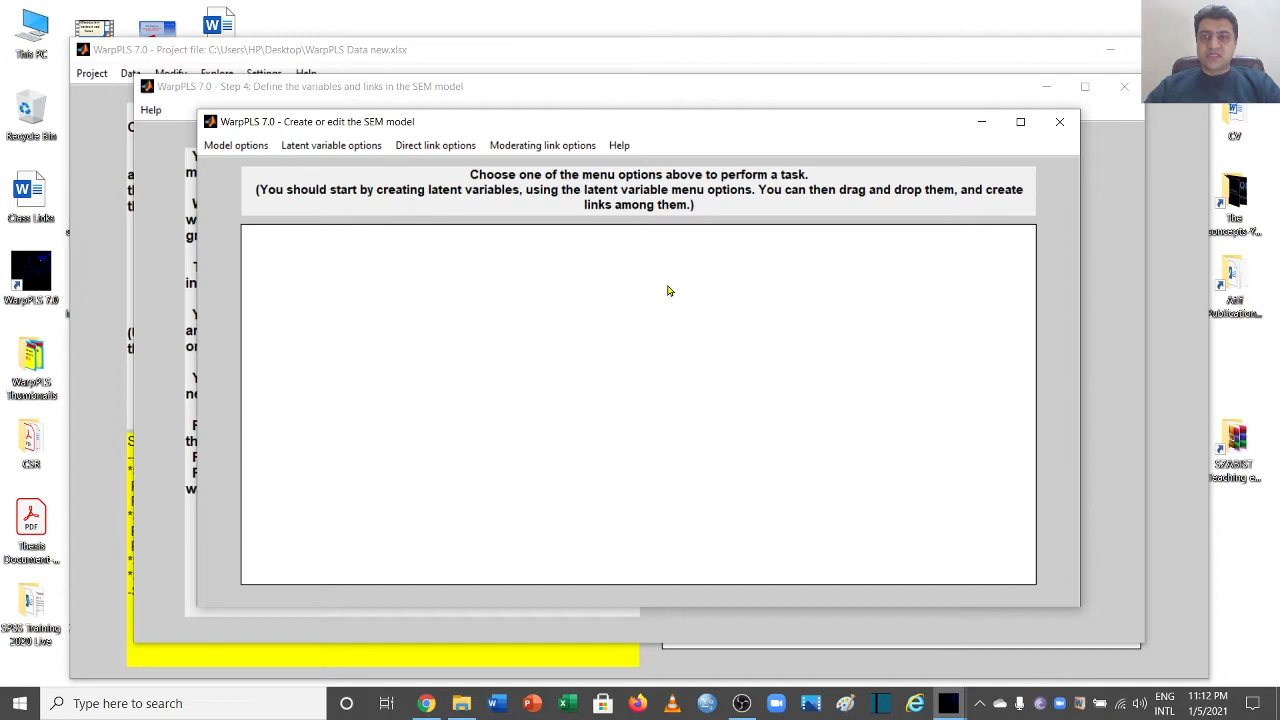 This PC
Recycle Bin
Class Links
WarpPLS 7.0
WarpPLS
Thumbnails
CSR
PDF
Thesis
Document-...
SPSS Training
2020 Live
WarpPLS 7.0 - Project file: C:\Users\HP\Desktop\WarpPLS Data new.xlsx
Project Data Modify Explore Settings Help
WarpPLS 7.0 - Step 4: Define the variables and links in the SEM model
Help
WarpPLS 7.0 - Create or edit the SEM model
Model options Latent variable options Direct link options Moderating link options Help
Choose one of the menu options above to perform a task.
(You should start by creating latent variables, using the latent variable menu options. You can then drag and drop them, and create
links among them.)
CV
The
concepts-Y...
Atif
Publication...
SZABIST
Teaching e...
Type here to search
ENG
INTL
11:12 PM
1/5/2021